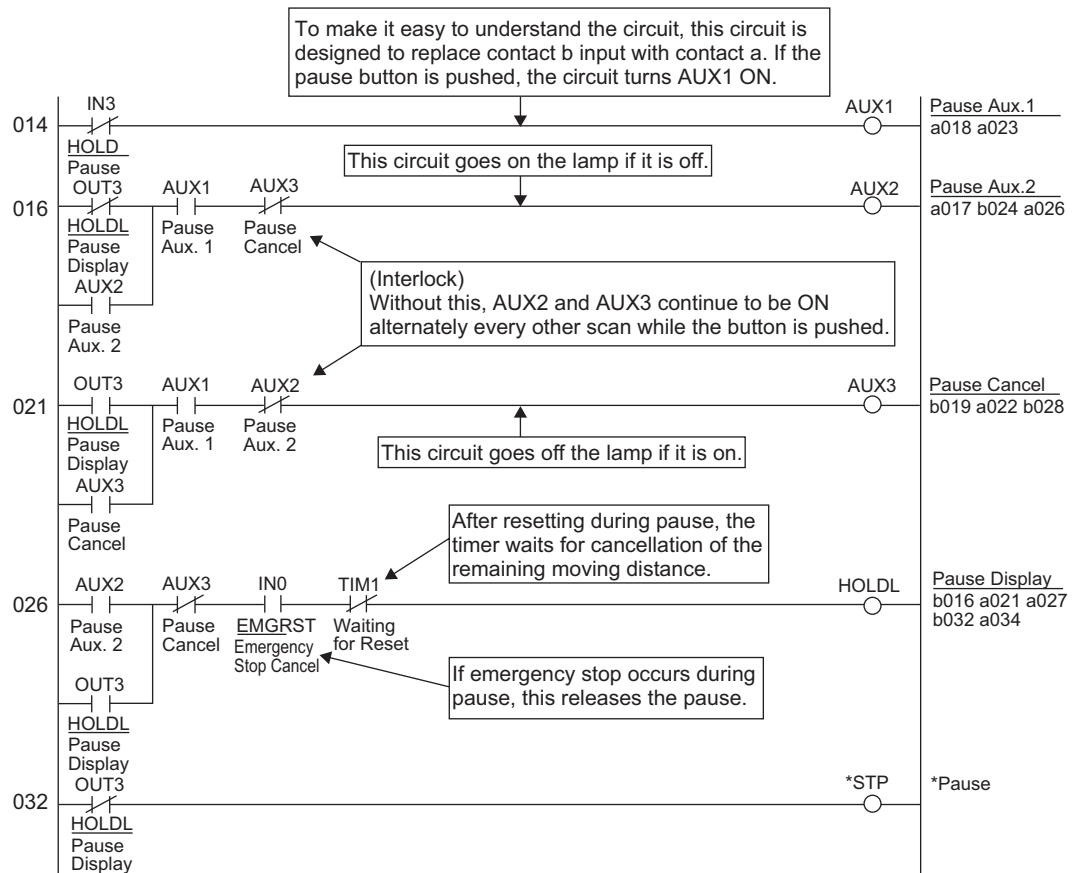 To make it easy to understand the circuit, this circuit is
designed to replace contact b input with contact a. If the
pause button is pushed, the circuit turns AUX1 ON.
IN3
AUX1
Pause Aux.1
014
a018 a023
HOLD
Pause
This circuit goes on the lamp if it is off.
OUT3
AUX1
AUX3
AUX2
Pause Aux.2
016
a017 b024 a026
HOLDL
Pause
Display
Pause
Aux. 1
Pause
Cancel
AUX2
Pause
Aux. 2
(Interlock)
Without this, AUX2 and AUX3 continue to be ON
alternately every other scan while the button is pushed.
OUT3
AUX1
AUX2
AUX3
Pause Cancel
021
b019 a022 b028
HOLDL
Pause
Display
Pause
Aux. 1
Pause
Aux. 2
This circuit goes off the lamp if it is on.
AUX3
Pause
Cancel
After resetting during pause, the
timer waits for cancellation of the
remaining moving distance.
AUX2
AUX3
IN0
TIM1
HOLDL
Pause Display
026
b016 a021 a027
b032 a034
Pause
Aux. 2
Pause
Cancel
EMGRST
Emergency
Stop Cancel
Waiting
for Reset
If emergency stop occurs during
pause, this releases the pause.
OUT3
HOLDL
Pause
Display
OUT3
*STP
*Pause
032
HOLDL
Pause
Display